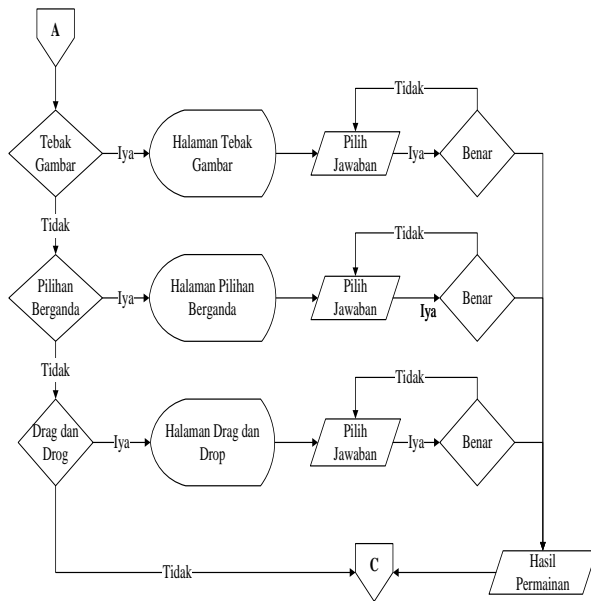 A
Tidak
Tebak
Gambar
Iya
Halaman Tebak
Gambar
Pilih
Jawaban
Iya
Benar
Tidak
Tidak
Pilihan
Berganda
Iya
Halaman Pilihan
Berganda
Pilih
Jawaban
Iya
Benar
Tidak
Tidak
Drag dan
Drog
Iya
Halaman Drag dan
Drop
Pilih
Jawaban
Iya
Benar
Tidak
C
Hasil
Permainan